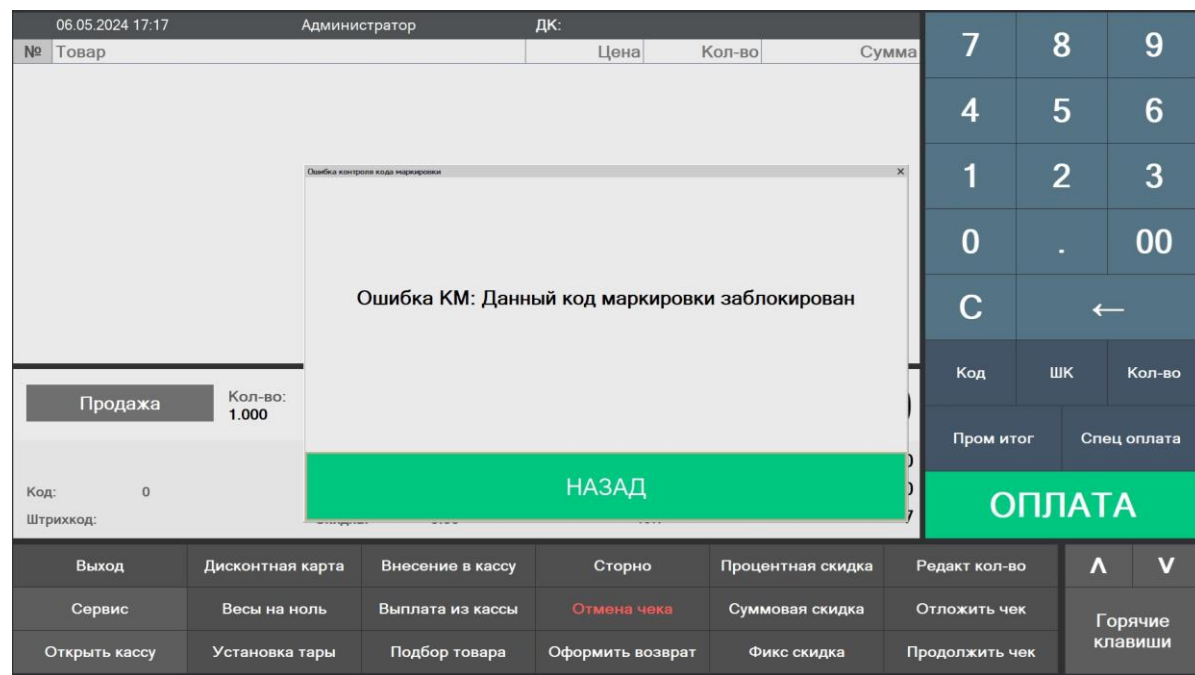 06.05.2024 17:17 Администратор ДК:
№ Товар Цена Кол-во Сумма
Ошибка контроля кода маркировки ×
Ошибка КМ: Данный код маркировки заблокирован
НАЗАД
Продажа Кол-во:
1.000
Код: 0
Штрихкод:
7 8 9
4 5 6
1 2 3
0 . 00
C ←
Код ШК Кол-во
Пром итог Спец оплата
ОПЛАТА
Выход Дисконтная карта Внесение в кассу Сторно Процентная скидка Редакт кол-во
Сервис Весы на ноль Выплата из кассы Отмена чека Суммовая скидка Отложить чек
Открыть кассу Установка тары Подбор товара Оформить возврат Фикс скидка Продолжить чек
Горячие
клавиши